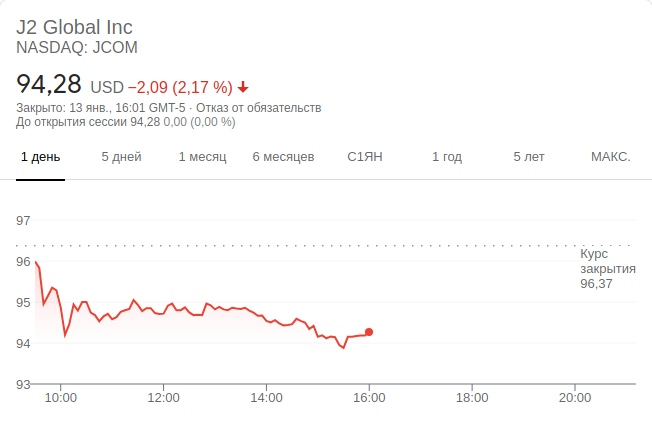 J2 Global Inc
NASDAQ: JCOM
94,28 USD −2,09 (2,17 %)
Закрыто: 13 янв., 16:01 GMT-5 · Отказ от обязательств
До открытия сессии 94,28 0,00 (0,00 %)
1 день 5 дней 1 месяц 6 месяцев С1ЯН 1 год 5 лет МАКС.
97
Курс
96
закрытия
96,37
95
94
93
10:00 12:00 14:00 16:00 18:00 20:00